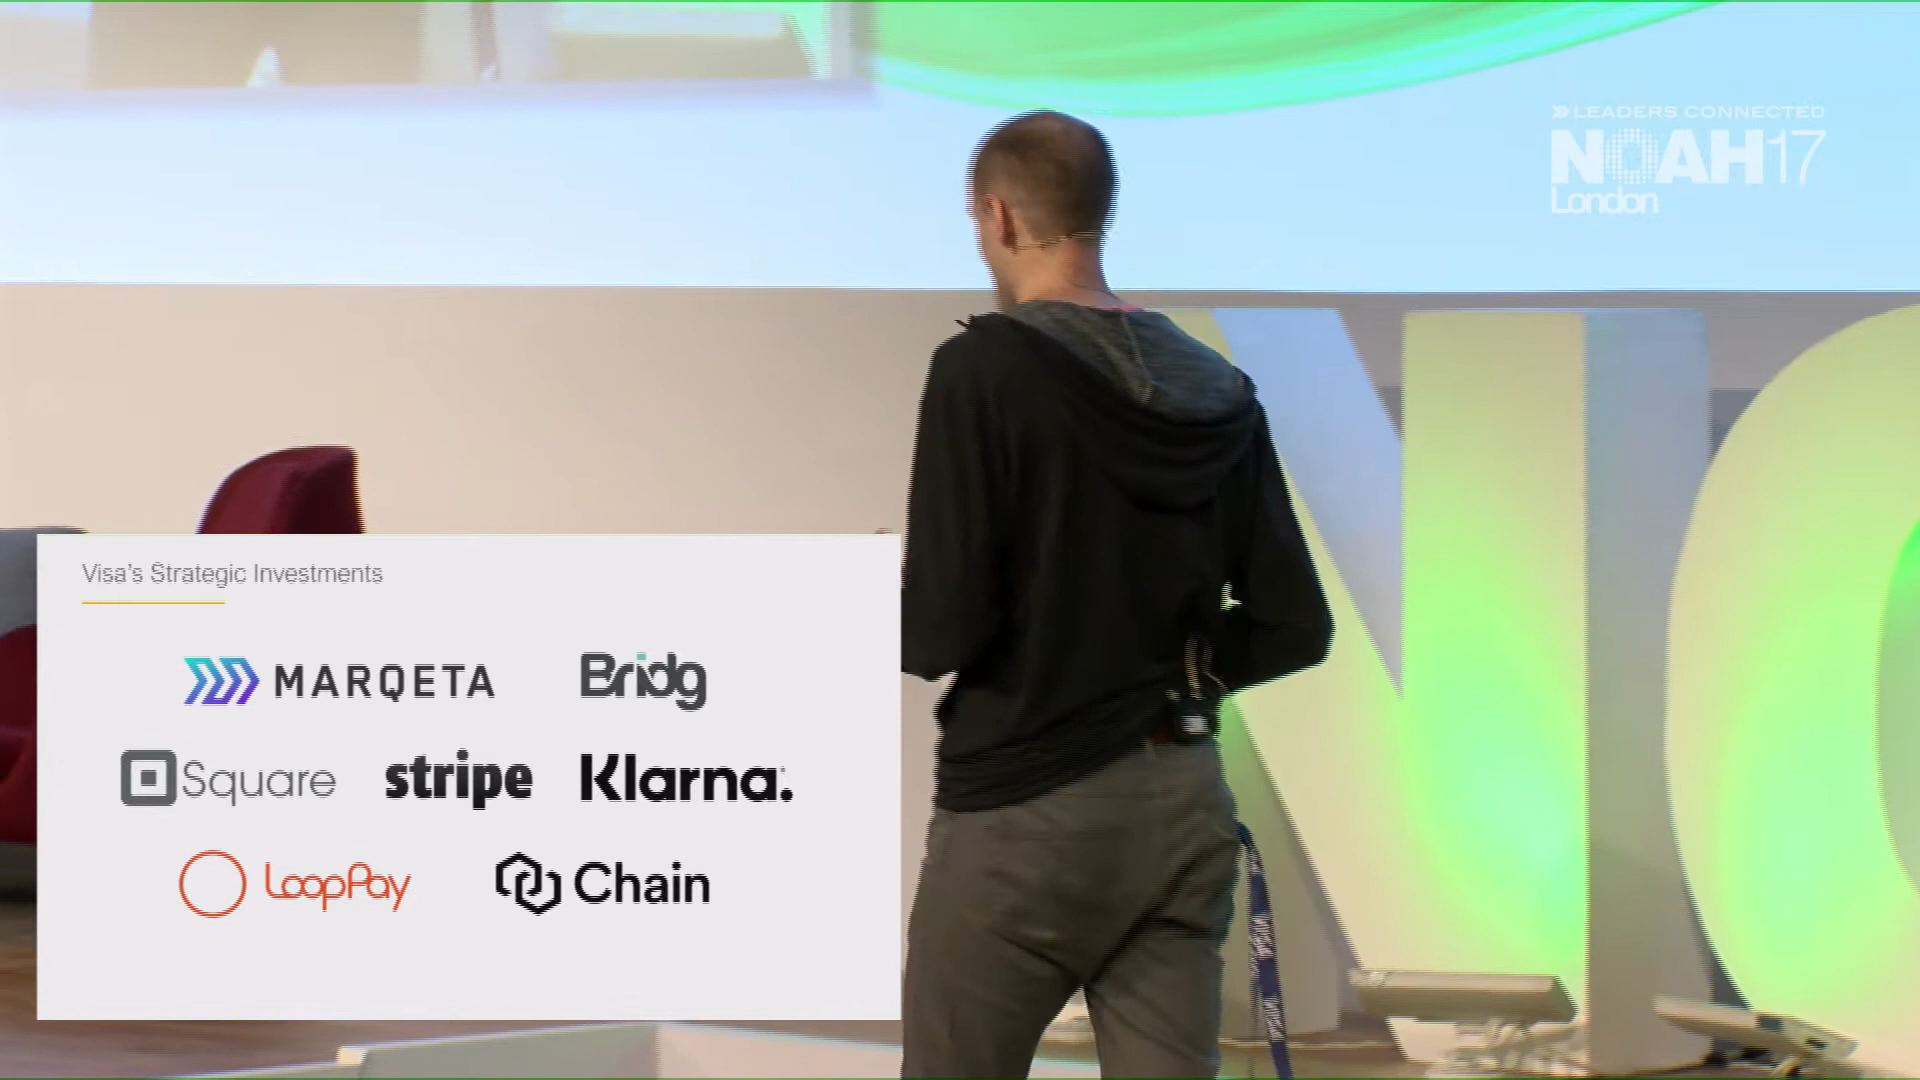 LEADERS CONNECTED
NOAH17
London
Visa's Strategic Investments
MARQETA
Bridg
Square
stripe
Klarna.
LoopPay
Chain